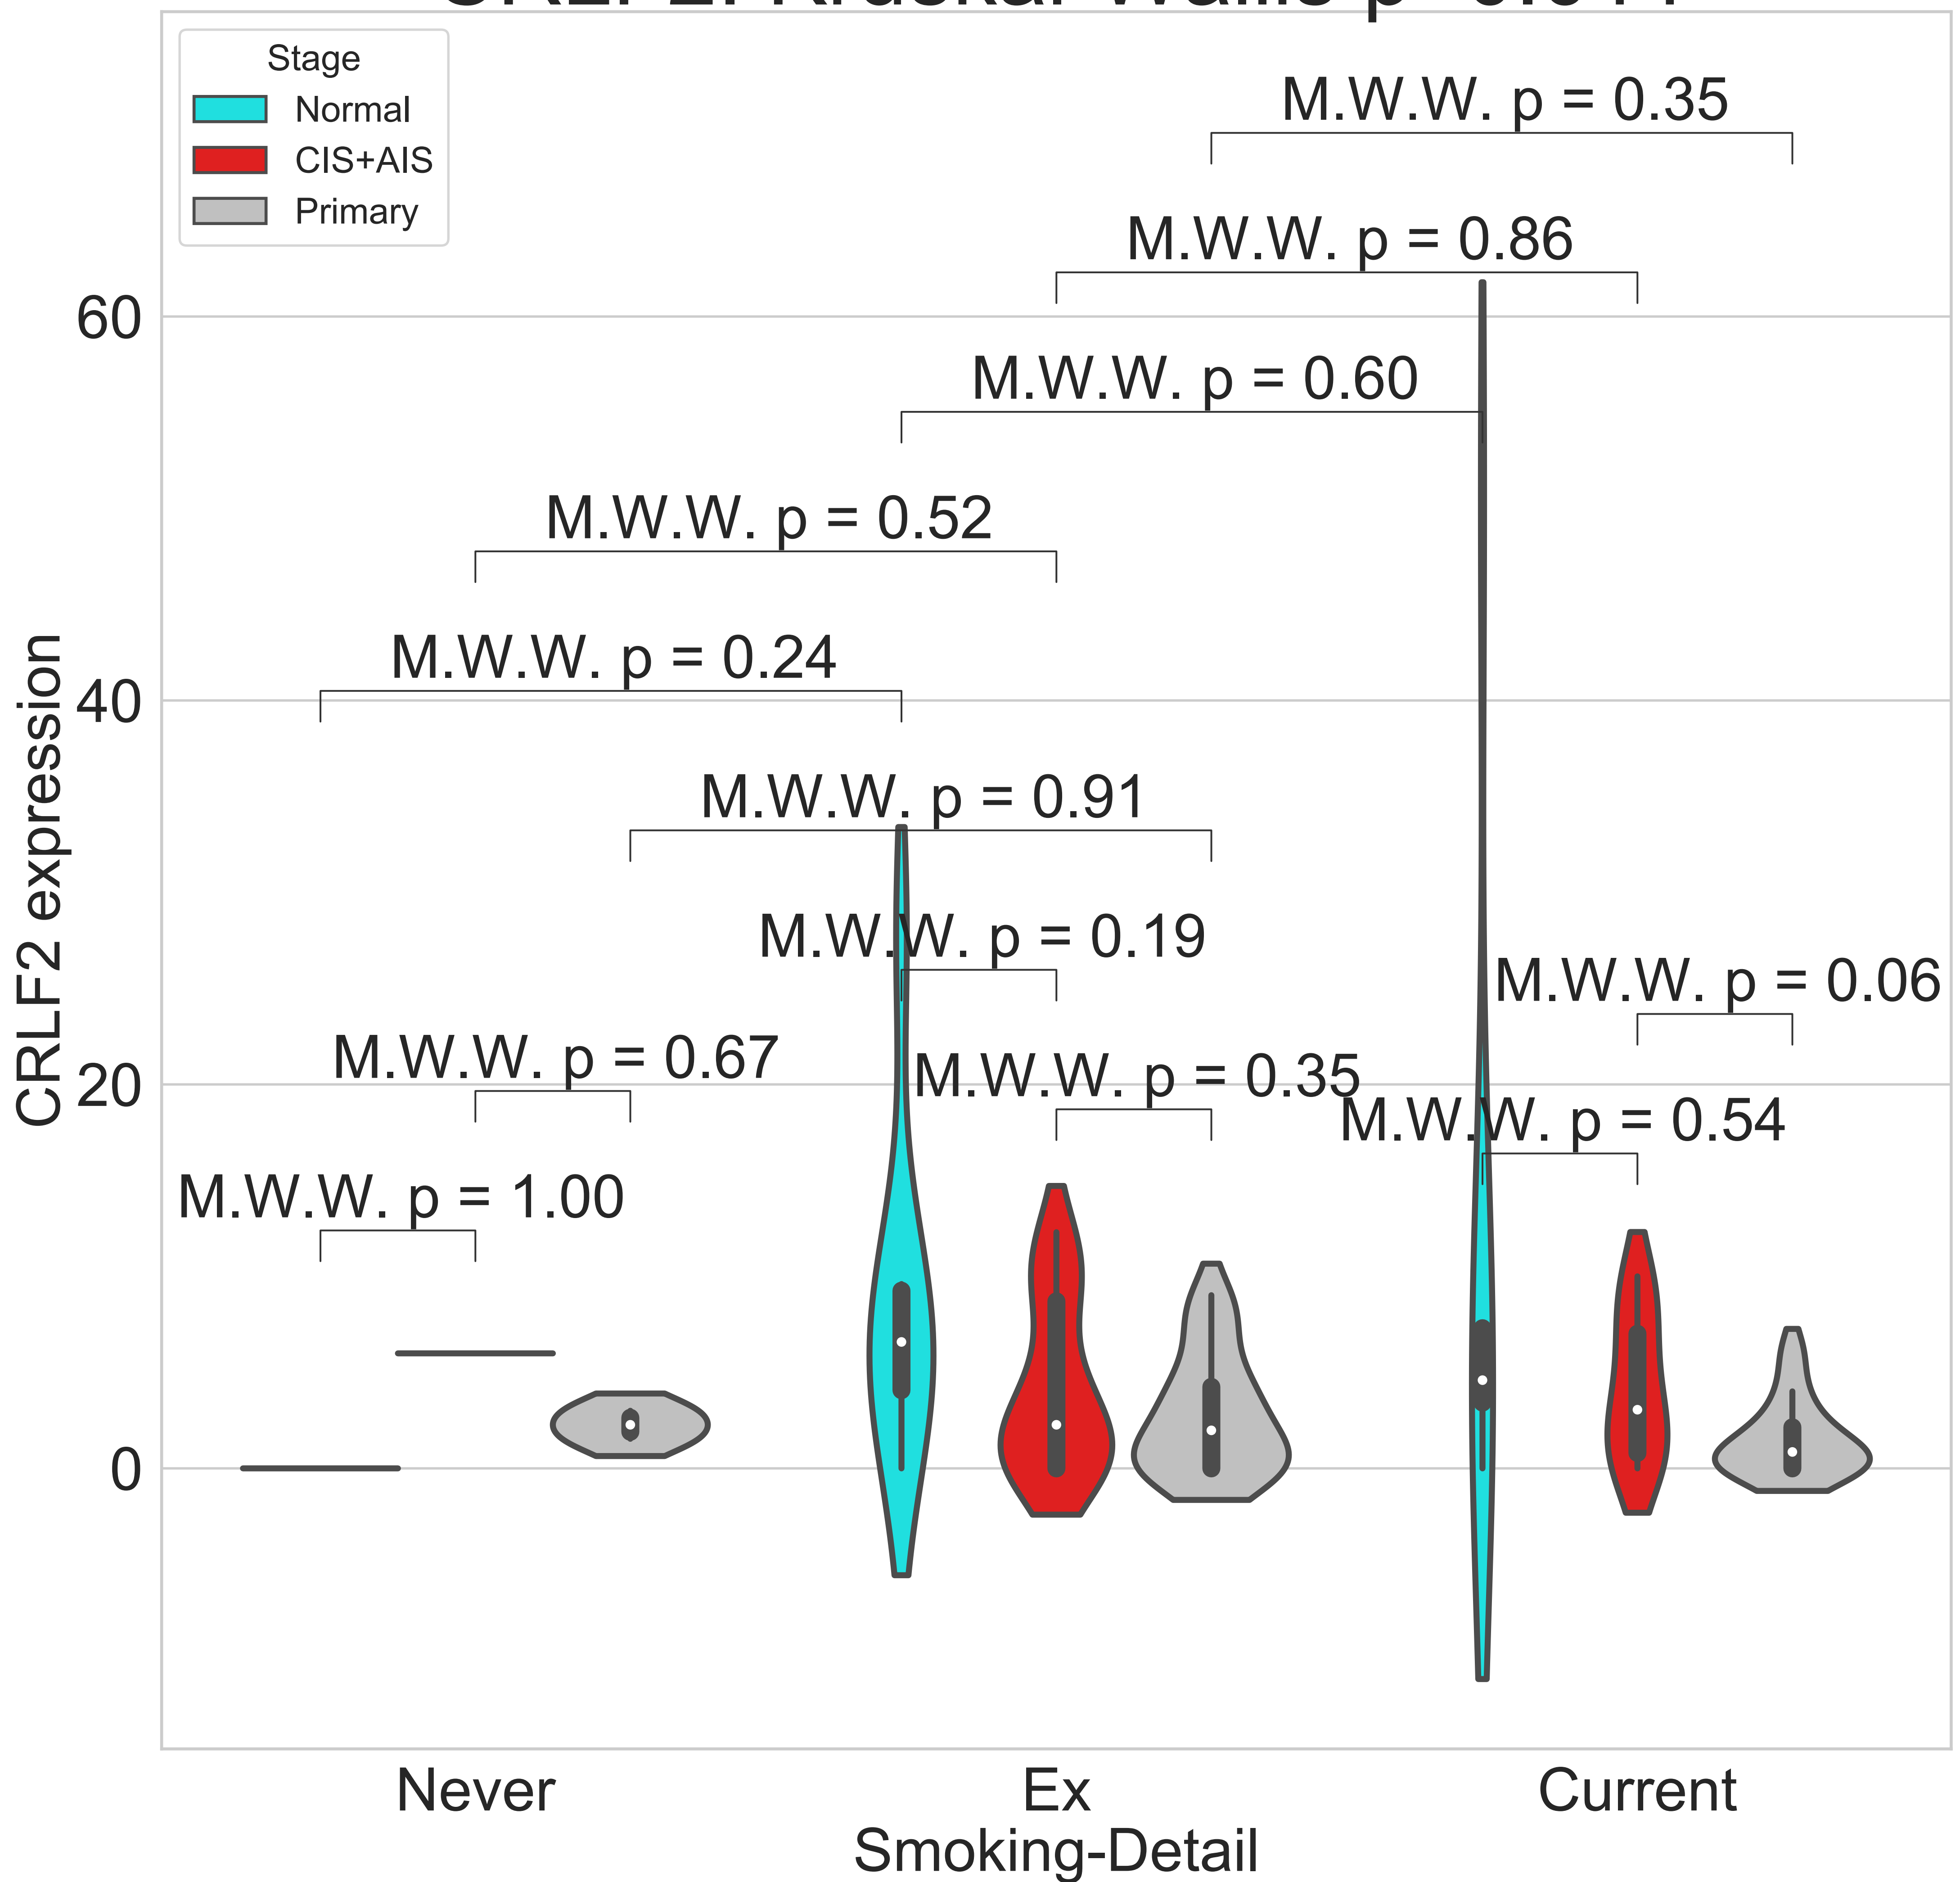 Stage
Normal
CIS+AIS
Primary
M.W.W. p = 0.35
M.W.W. p = 0.86
60
M.W.W. p = 0.60
M.W.W. p = 0.52
M.W.W. p = 0.24
40
M.W.W. p = 0.91
M.W.W. p = 0.19
M.W.W. p = 0.06
M.W.W. p = 0.67
M.W.W. p = 0.35
20
M.W.W. p = 0.54
M.W.W. p = 1.00
0
CRLF2 expression
Never
Ex
Current
Smoking-Detail